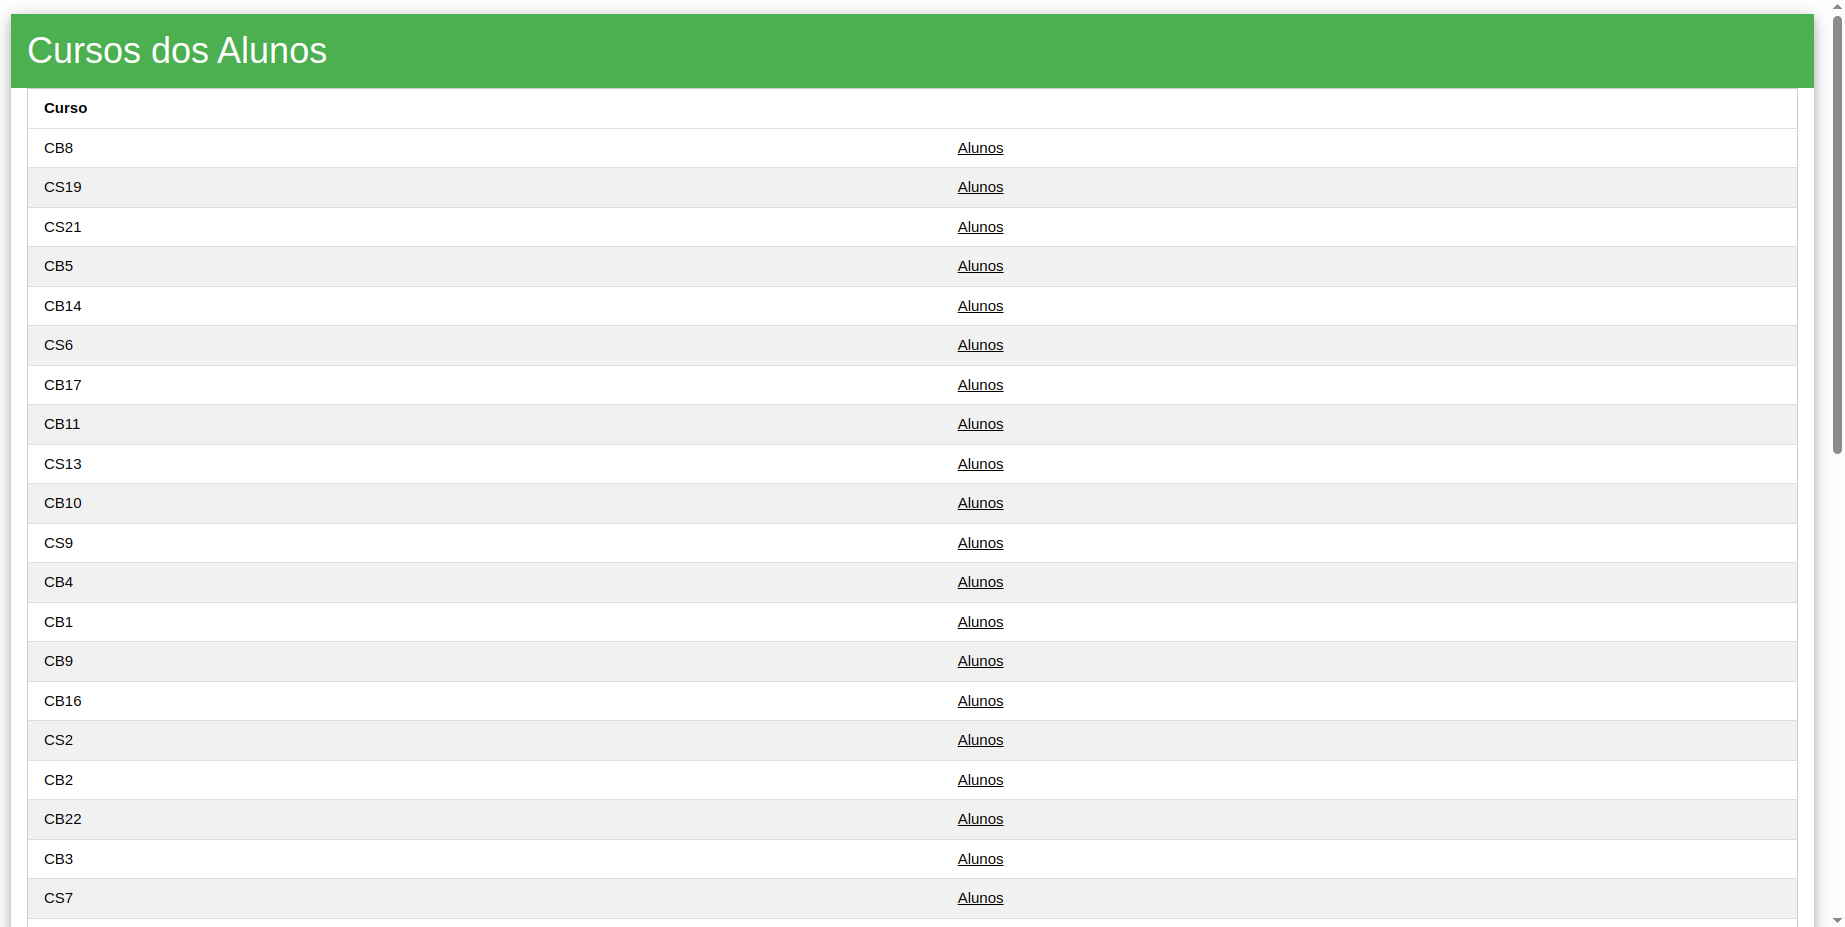 Cursos dos Alunos
Curso
CB8 Alunos
CS19 Alunos
CS21 Alunos
CB5 Alunos
CB14 Alunos
CS6 Alunos
CB17 Alunos
CB11 Alunos
CS13 Alunos
CB10 Alunos
CS9 Alunos
CB4 Alunos
CB1 Alunos
CB9 Alunos
CB16 Alunos
CS2 Alunos
CB2 Alunos
CB22 Alunos
CB3 Alunos
CS7 Alunos